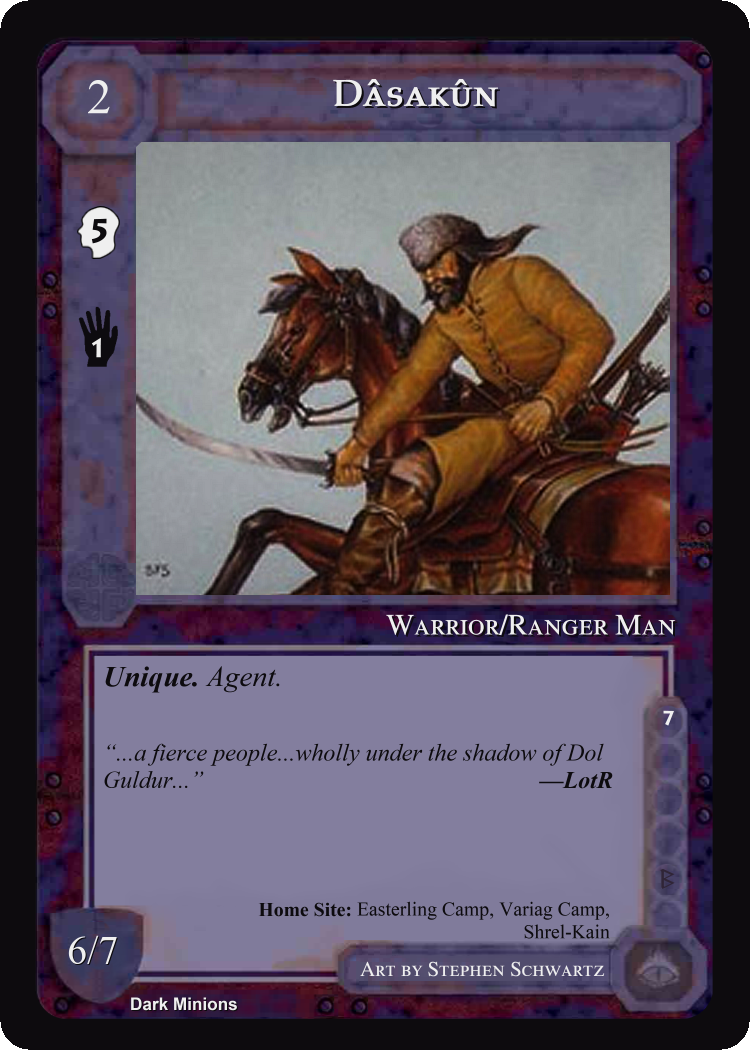 2
Dâsakûn
5
1
SFS
Warrior/Ranger Man
Unique. Agent.
7
“...a fierce people...wholly under the shadow of Dol
Guldur...” —LotR
Home Site: Easterling Camp, Variag Camp,
Shrel-Kain
6/7
Art by Stephen Schwartz
Dark Minions